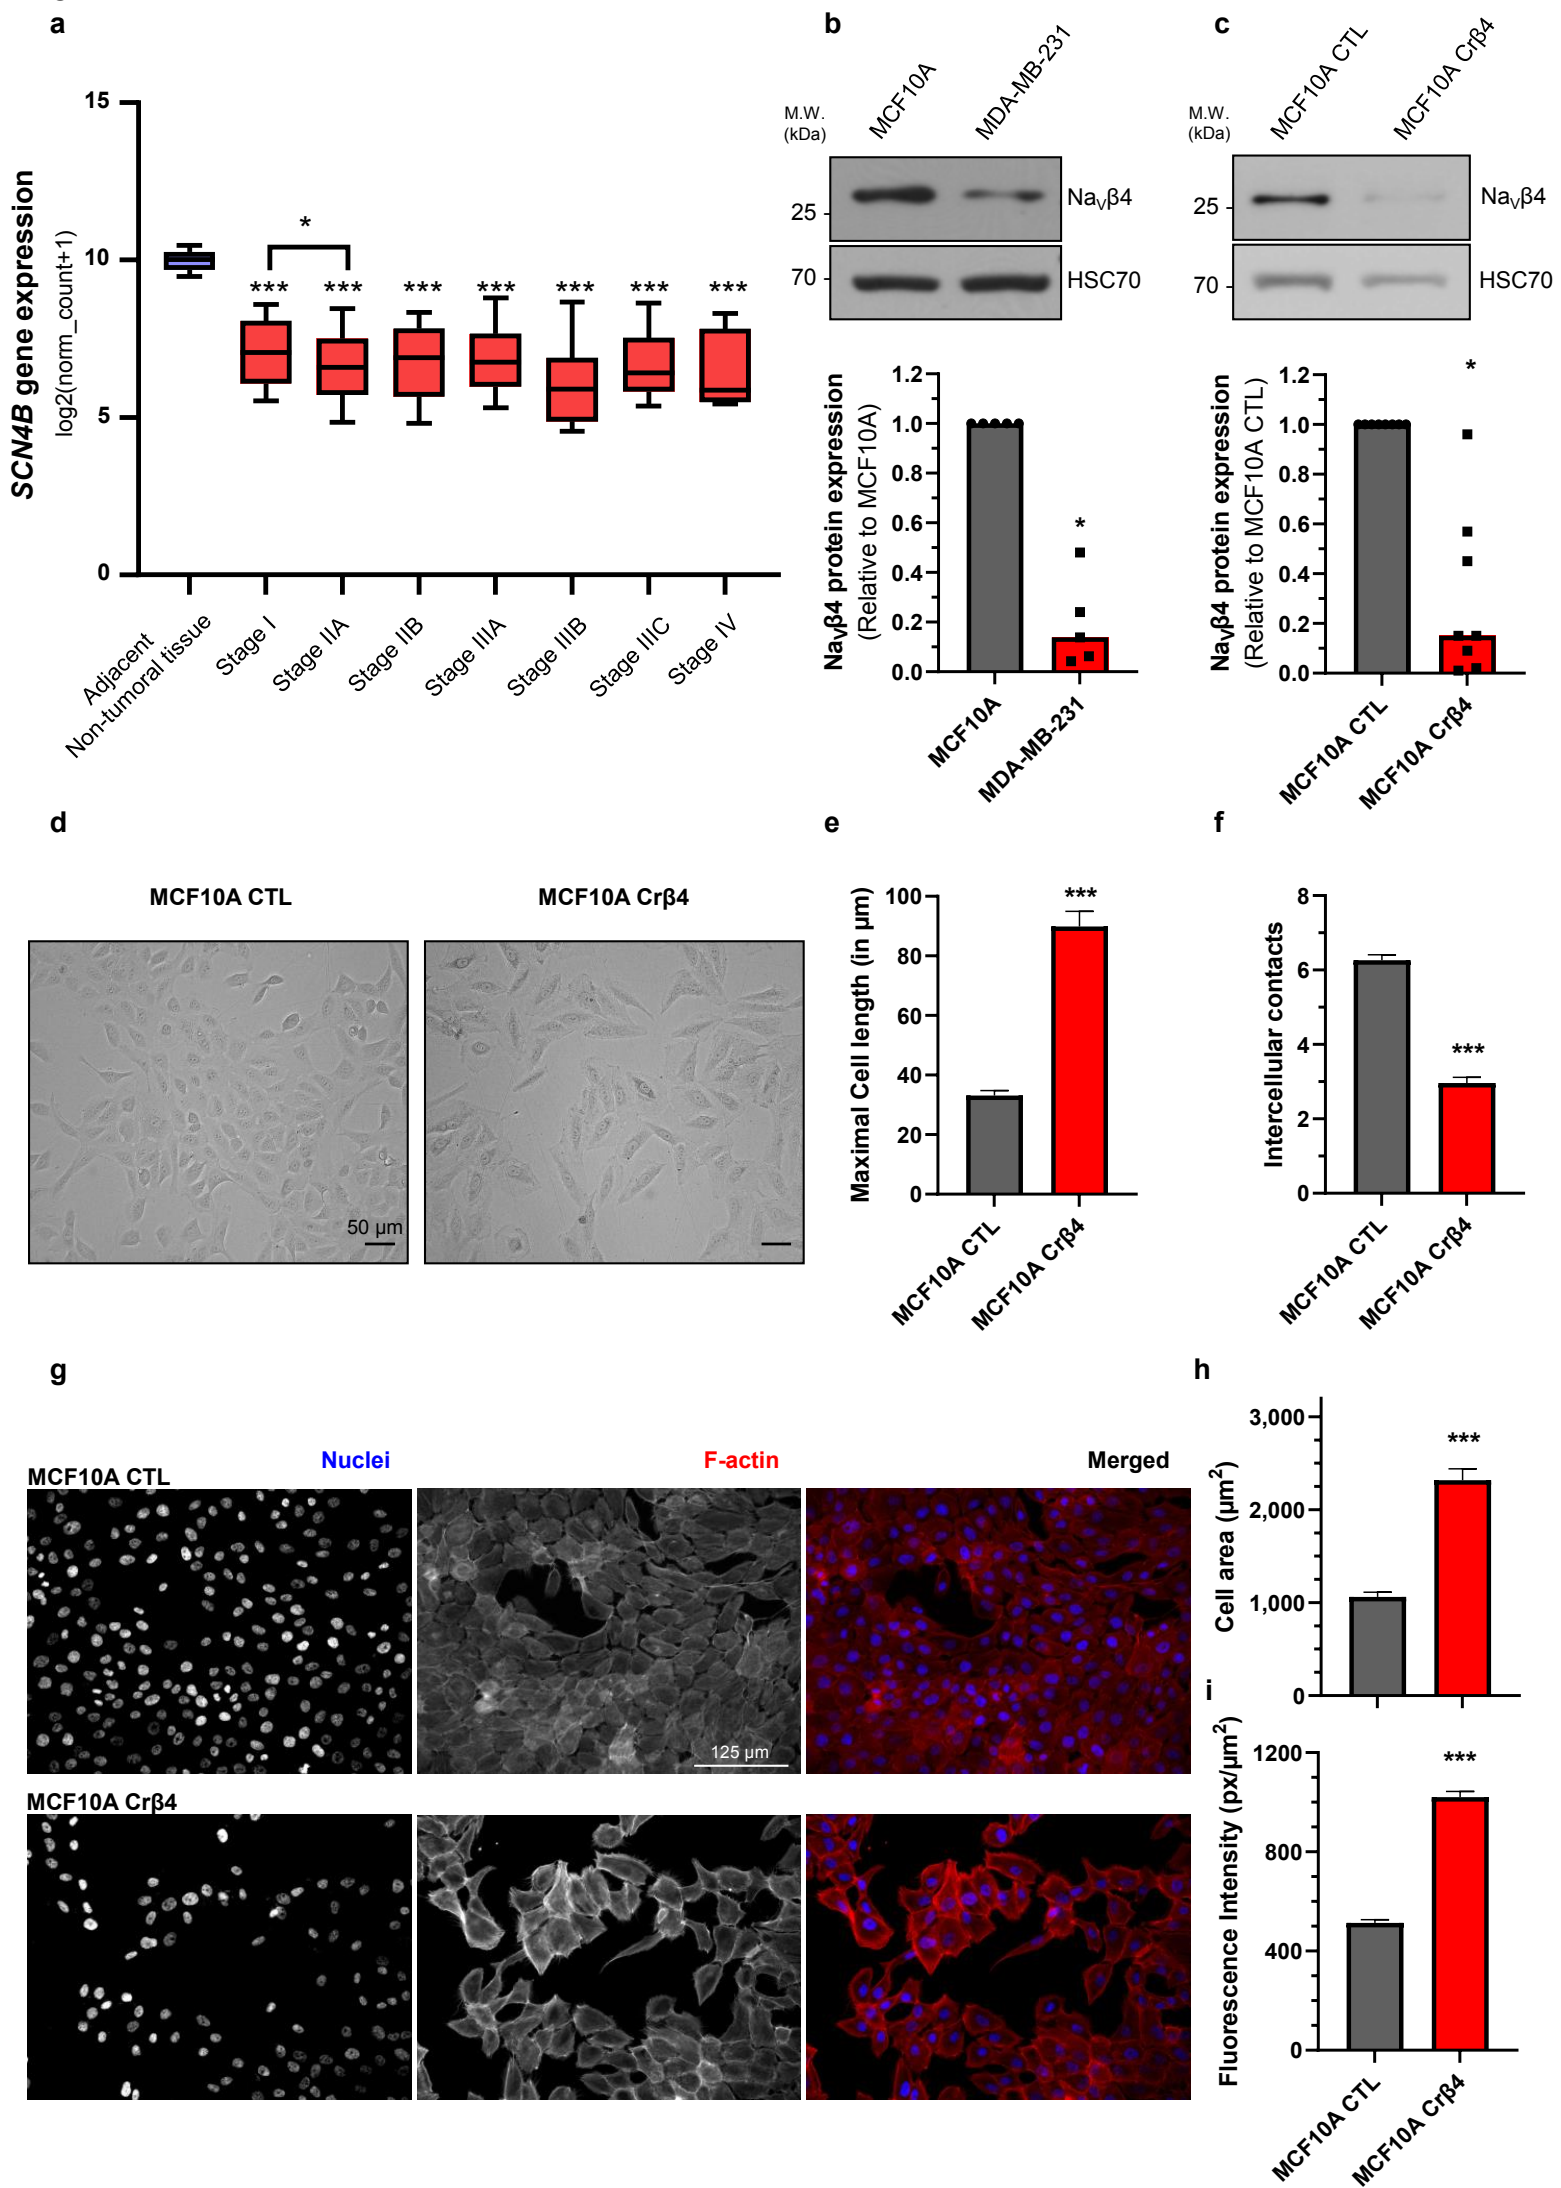 a
15
10
5
0
SCN4B gene expression
log2(norm_count+1)
*
*** *** *** *** *** *** ***
Adjacent
Non-tumoral tissue
Stage I
Stage IIA
Stage IIB
Stage IIIA
Stage IIIB
Stage IIIC
Stage IV
b
M.W.
(kDa)
MCF10A
MDA-MB-231
25
NaVβ4
70
HSC70
NaVβ4 protein expression
(Relative to MCF10A)
1.2
1.0
0.8
0.6
0.4
0.2
0.0
*
MCF10A
MDA-MB-231
c
M.W.
(kDa)
MCF10A CTL
MCF10A Crβ4
25
NaVβ4
70
HSC70
NaVβ4 protein expression
(Relative to MCF10A CTL)
1.2
1.0
0.8
0.6
0.4
0.2
0.0
*
MCF10A CTL
MCF10A Crβ4
d
MCF10A CTL
MCF10A Crβ4
50 µm
e
Maximal Cell length (in µm)
100
80
60
40
20
0
***
MCF10A CTL
MCF10A Crβ4
f
Intercellular contacts
8
6
4
2
0
***
MCF10A CTL
MCF10A Crβ4
g
Nuclei
F-actin
Merged
MCF10A CTL
125 µm
MCF10A Crβ4
h
Cell area (µm2)
3,000
2,000
1,000
0
***
i
Fluorescence Intensity (px/µm2)
1200
800
400
0
***
MCF10A CTL
MCF10A Crβ4